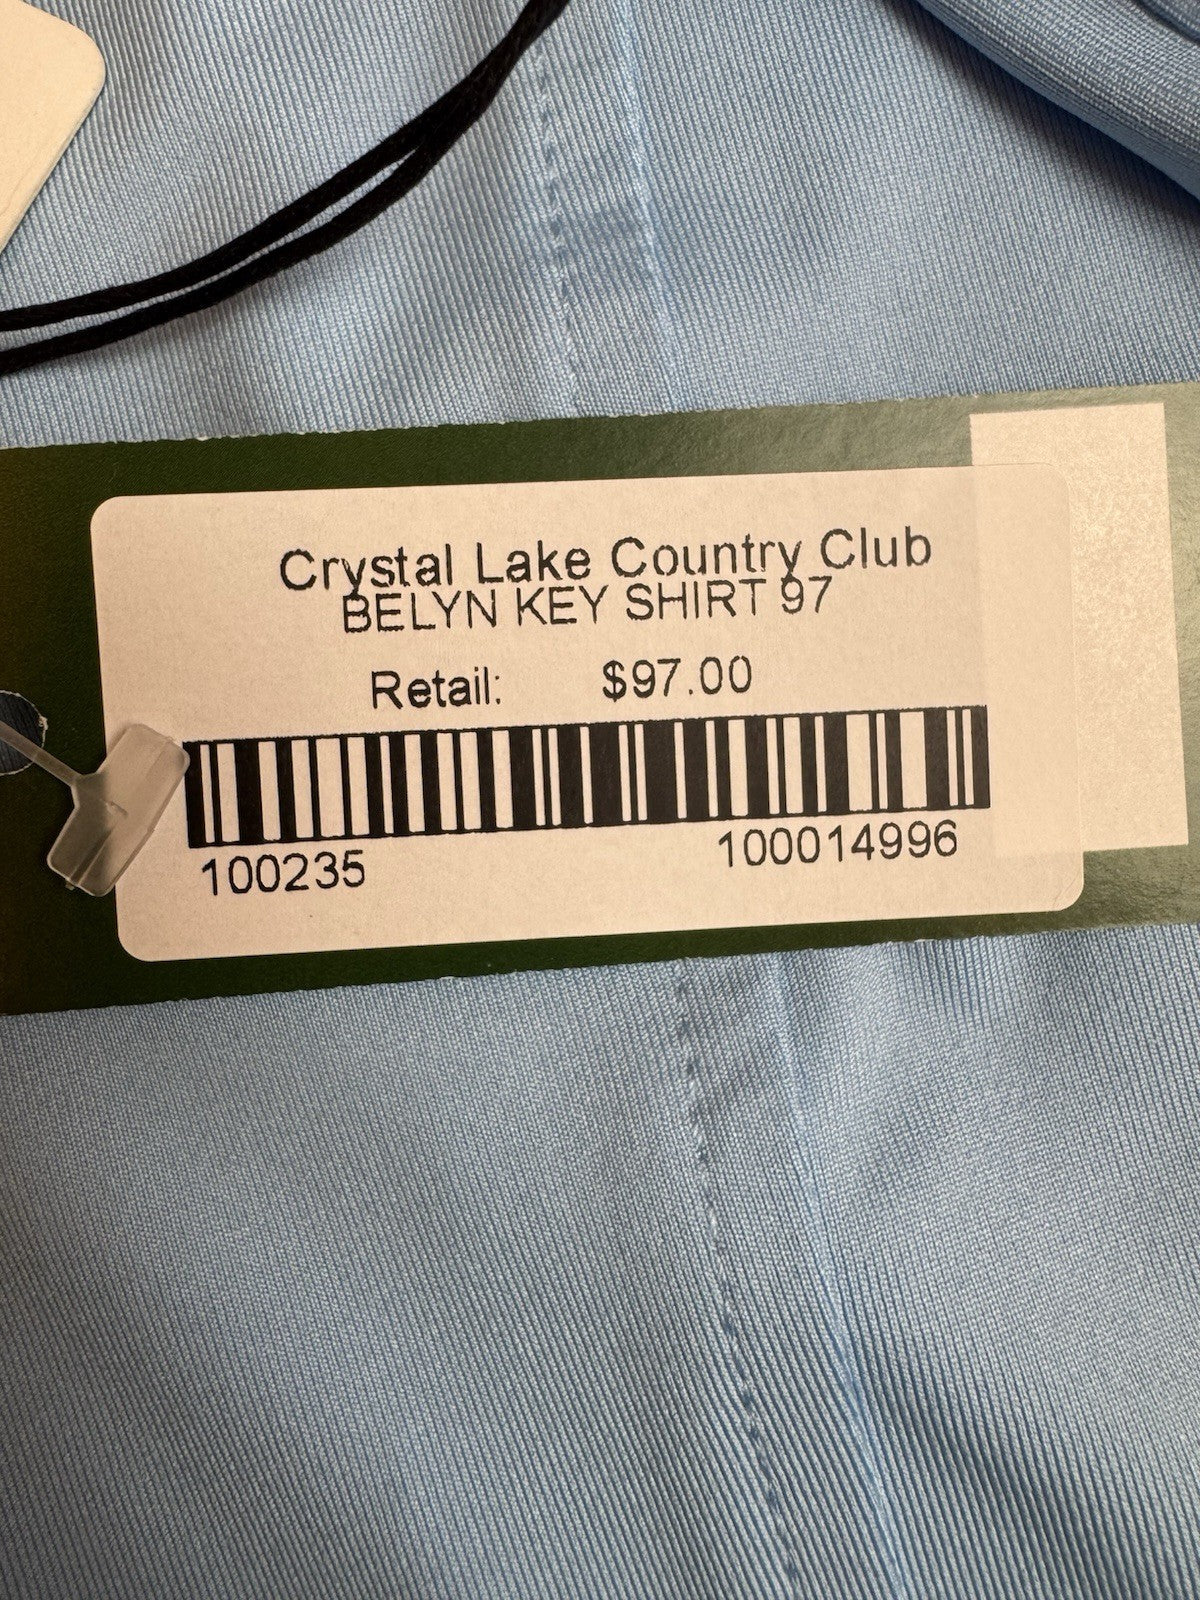 Crystal Lake Country Club
BELYN KEY SHIRT 97
Retail: $97.00
100235 100014996